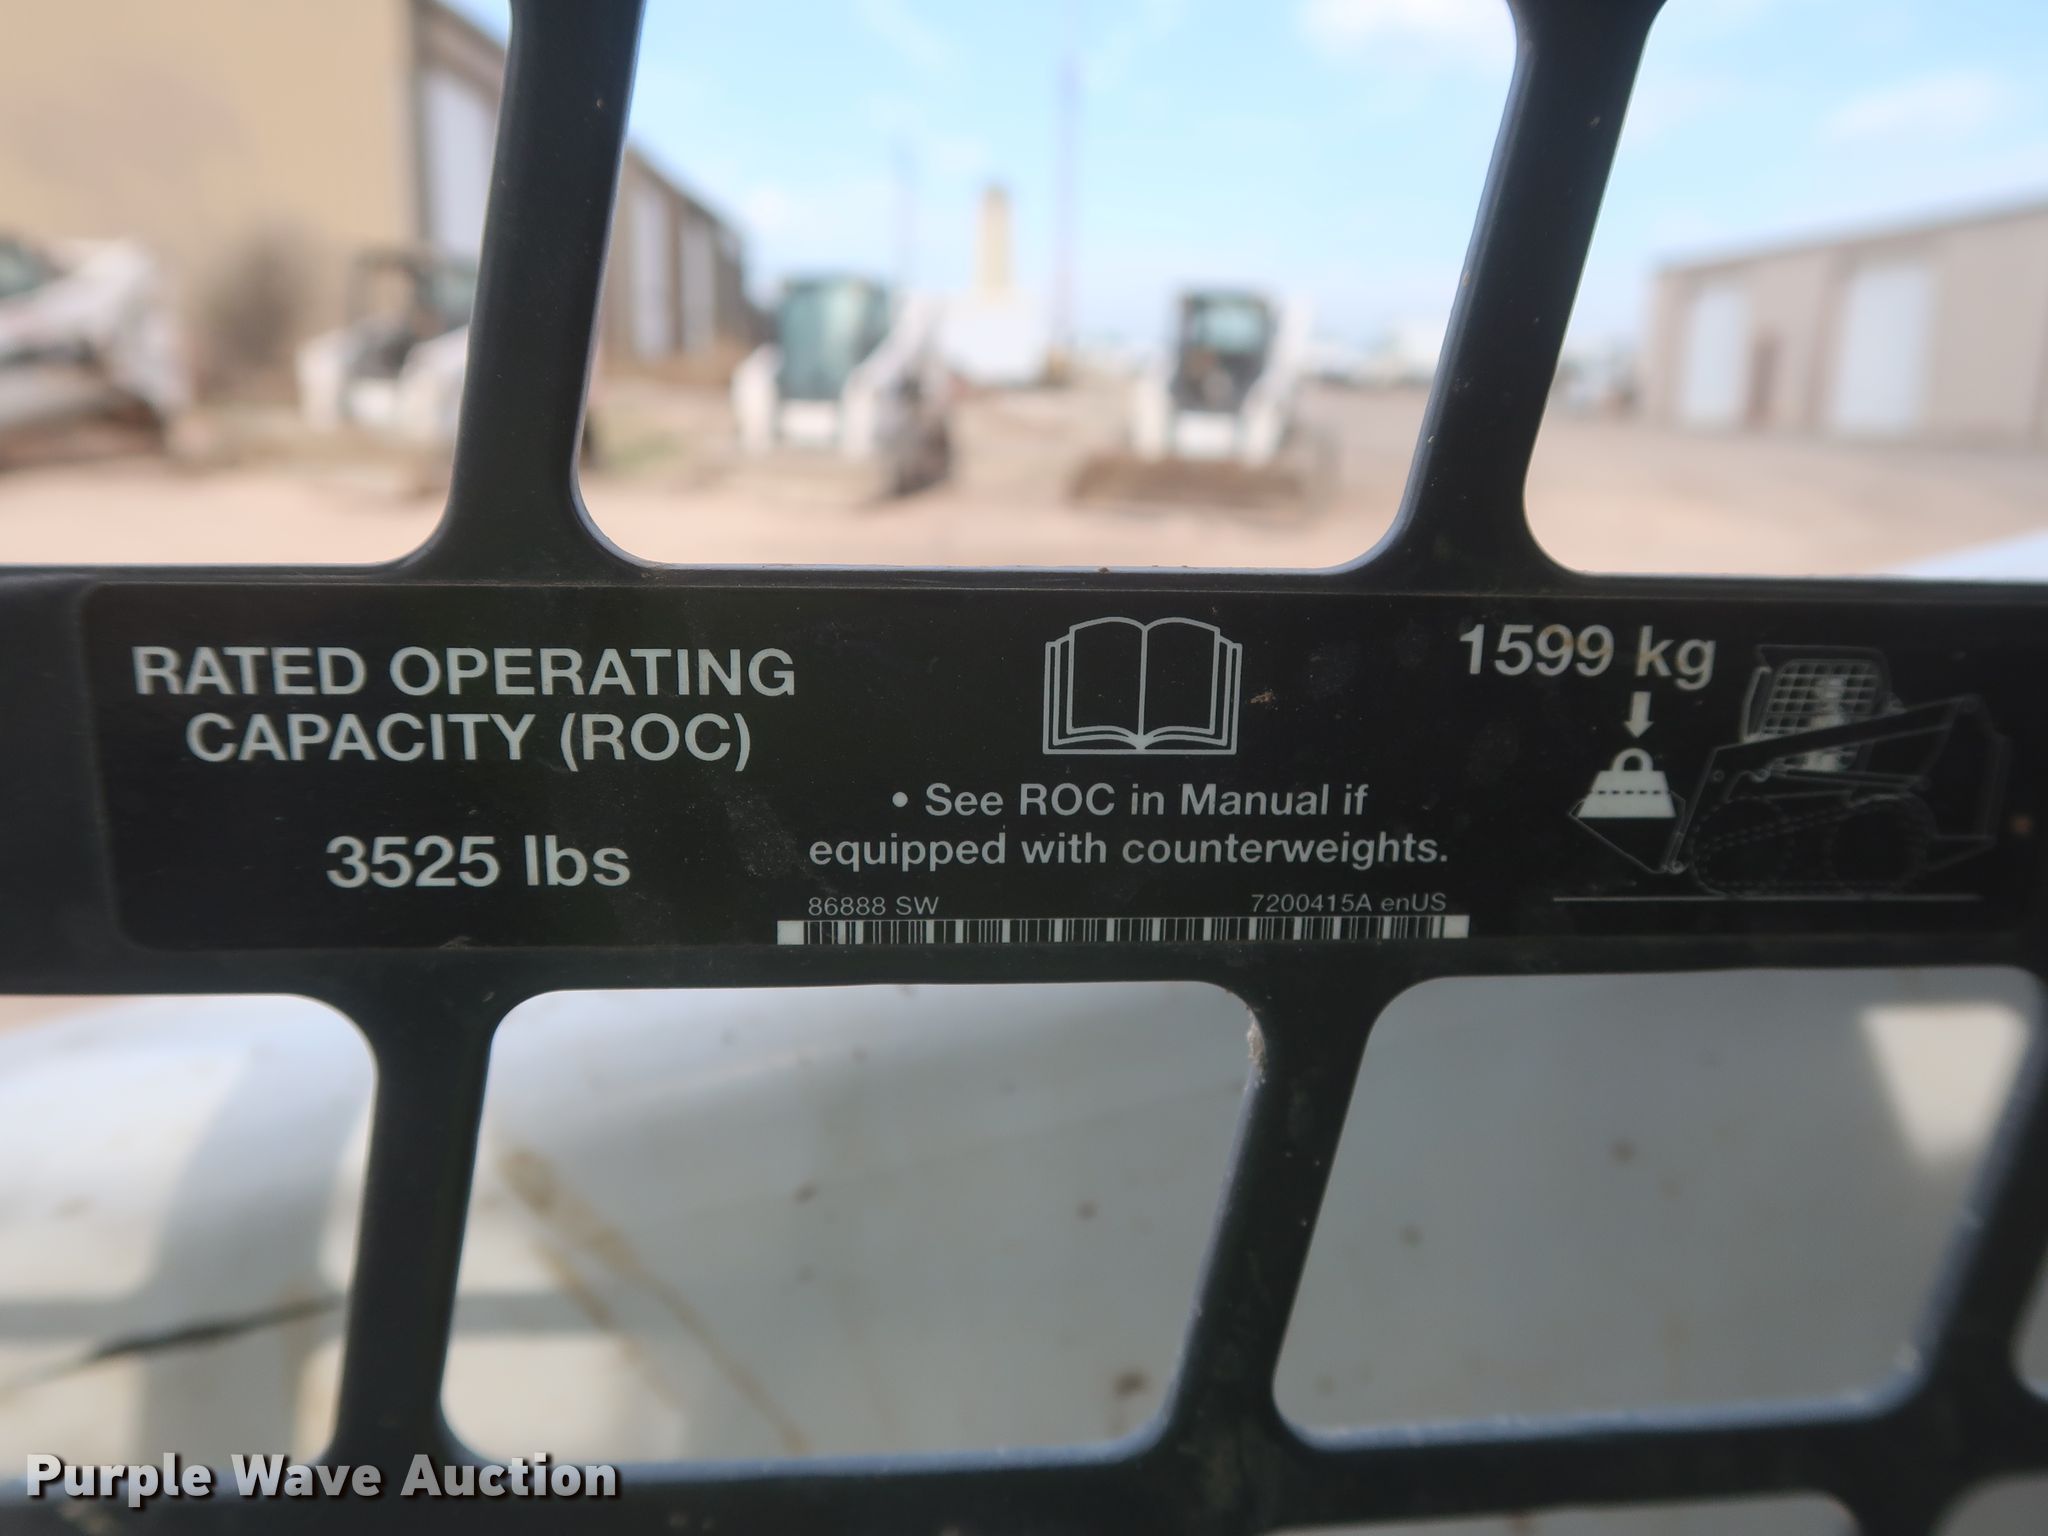 RATED OPERATING
CAPACITY (ROC)
3525 lbs
• See ROC in Manual if
equipped with counterweights.
86888 SW
7200415A enUS
1599 kg
Purple Wave Auction